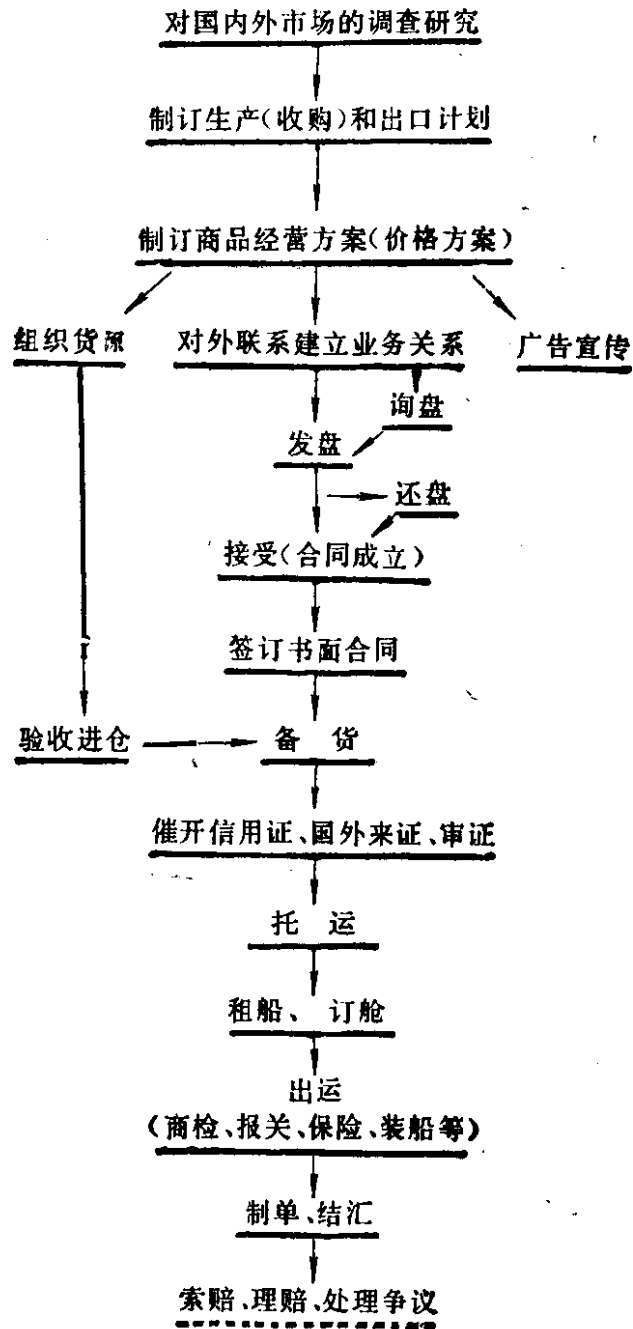 对国内外市场的调查研究
制订生产(收购)和出口计划
制订商品经营方案(价格方案)
组织货源 对外联系建立业务关系 广告宣传
询盘
发盘
还盘
接受(合同成立)
签订书面合同
验收进仓 备 货
催开信用证、国外来证、审证
托 运
租船、 订舱
出运
(商检、报关、保险、装船等)
制单、结汇
索赔、理赔、处理争议